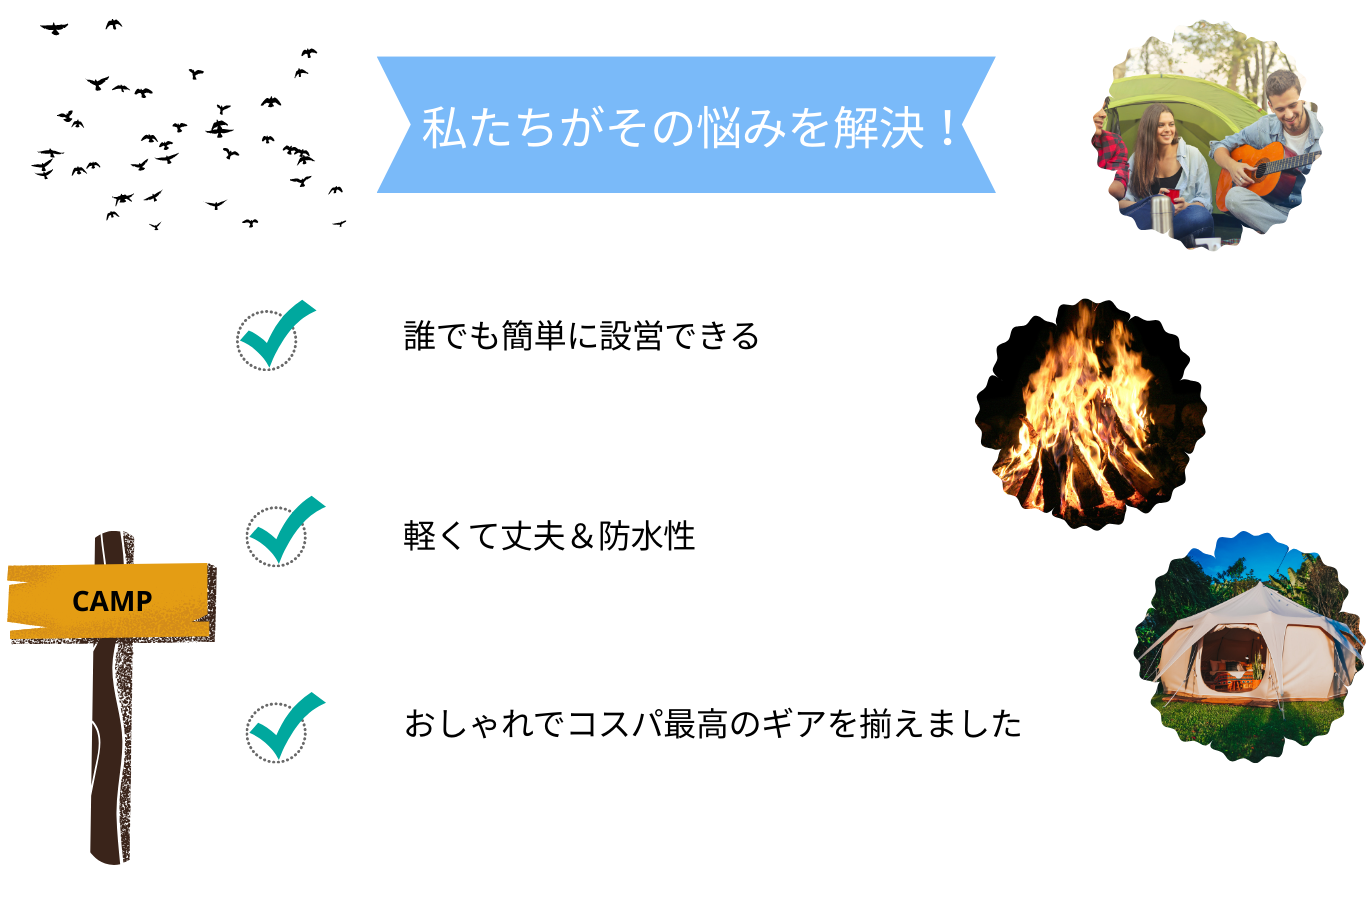 私たちがその悩みを解決！
誰でも簡単に設営できる
軽くて丈夫＆防水性
CAMP
おしゃれでコスパ最高のギアを揃えました